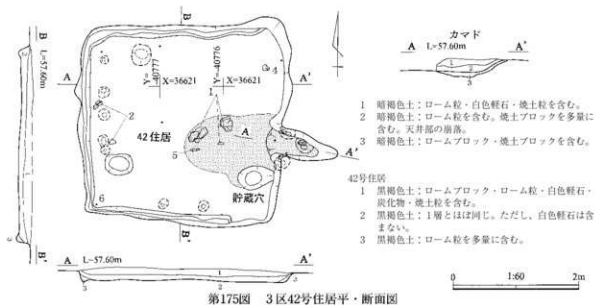 B
B'
L=57.60m
B
B'
A
A'
Y=-40777
X=36621
Y=-40776
X=36621
4
1
2
42住居
5
A
A'
貯蔵穴
6
2
3
カマド
A
L=57.60m
A'
1
2
3
1 暗褐色土：ローム粒・白色軽石・焼土粒を含む。
2 暗褐色土：ローム粒を含む。焼土ブロックを多量に
含む。天井部の崩落。
3 暗褐色土：ロームブロック・焼土ブロックを含む。
42号住居
1 黒褐色土：ロームブロック・ローム粒・白色軽石・
炭化物・焼土粒を含む。
2 黒褐色土：1層とほぼ同じ。ただし、白色軽石は含
まない。
3 黒褐色土：ローム粒を多量に含む。
A
L=57.60m
A'
1
3
3
0
1:60
2m
第175図 3区42号住居平・断面図